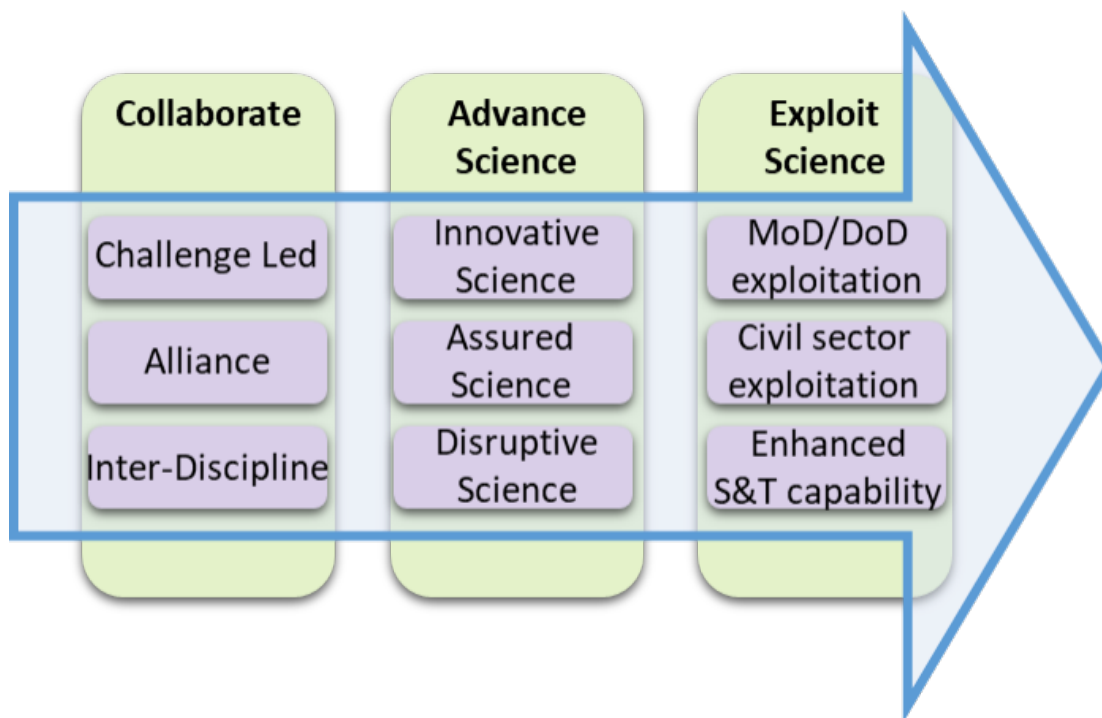 Collaborate
Challenge Led
Alliance
Inter-Discipline
Advance
Science
Innovative
Science
Assured
Science
Disruptive
Science
Exploit
Science
MoD/DoD
exploitation
Civil sector
exploitation
Enhanced
S&T capability